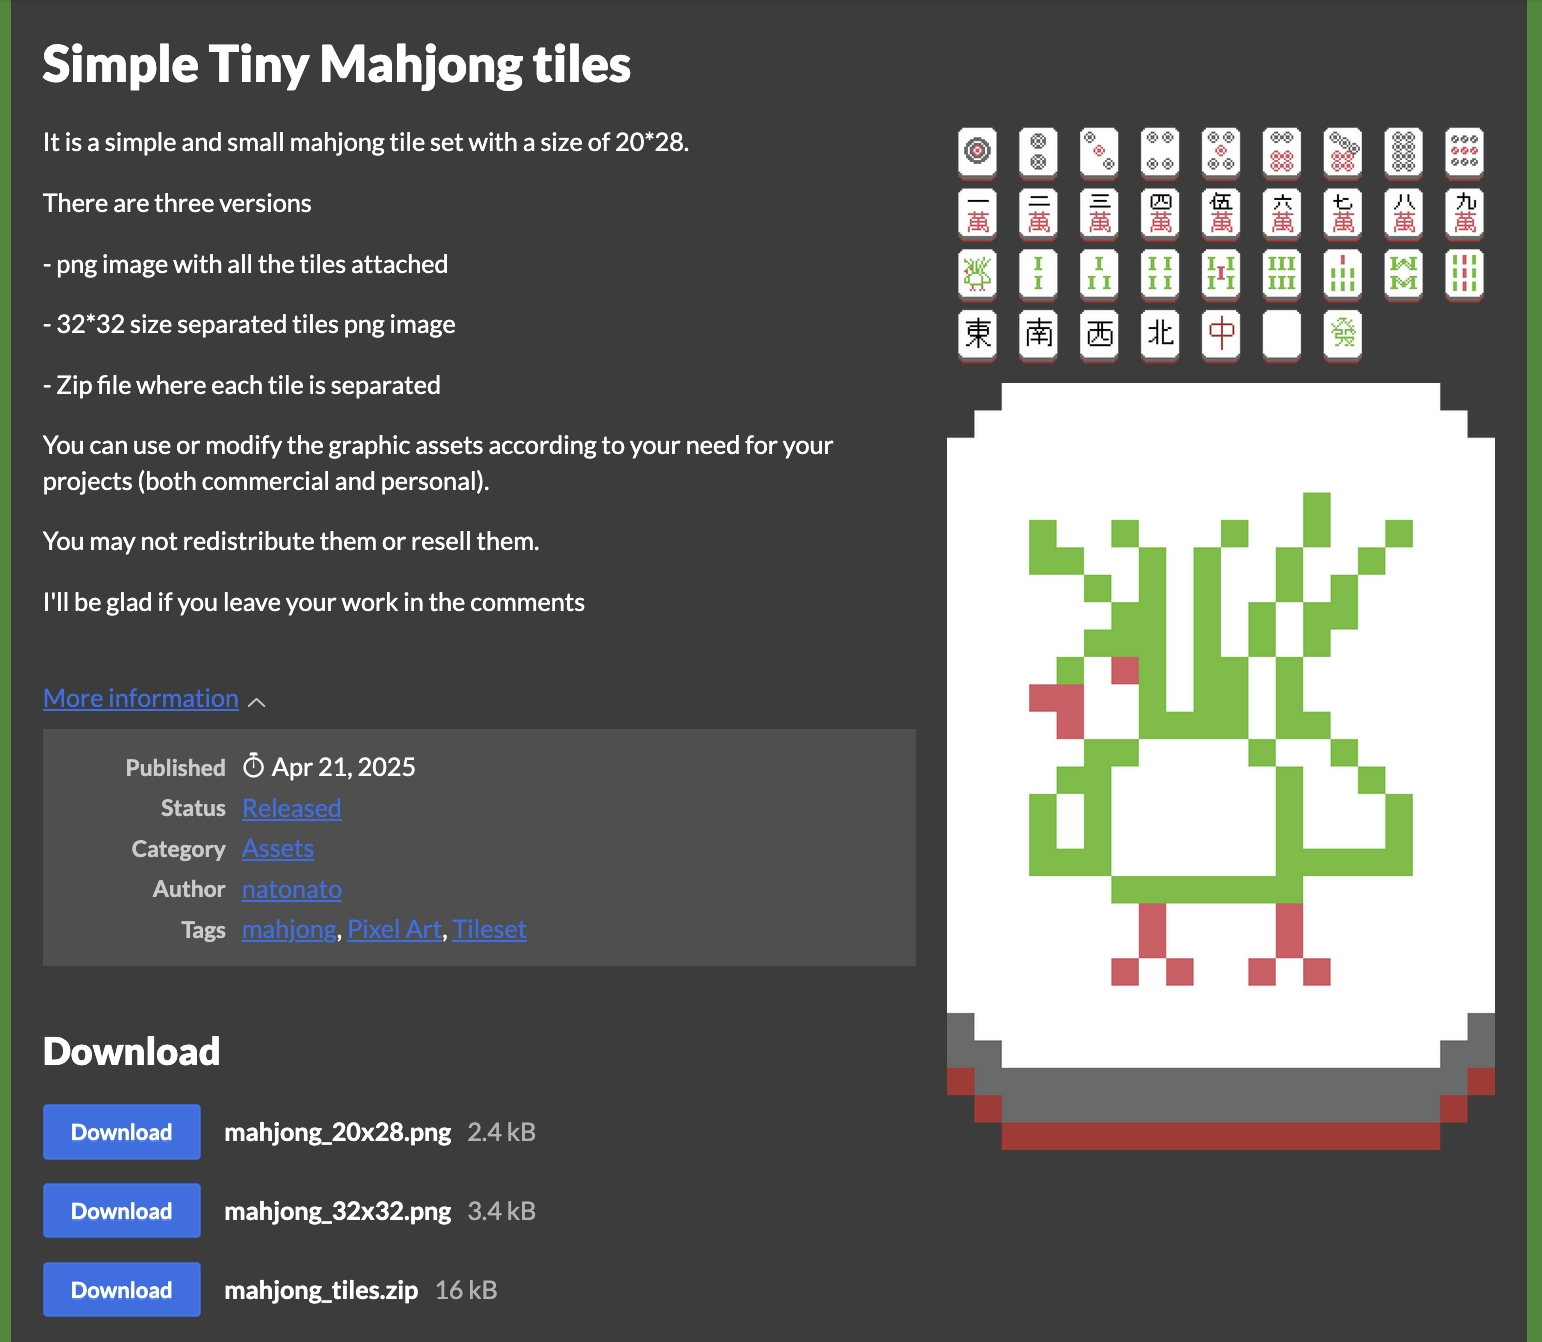 Simple Tiny Mahjong tiles
It is a simple and small mahjong tile set with a size of 20*28.
There are three versions
- png image with all the tiles attached
- 32*32 size separated tiles png image
- Zip file where each tile is separated
You can use or modify the graphic assets according to your need for your
projects (both commercial and personal).
You may not redistribute them or resell them.
I'll be glad if you leave your work in the comments
More information
Published Apr 21, 2025
Status Released
Category Assets
Author natonato
Tags mahjong, Pixel Art, Tileset
Download
Download mahjong_20x28.png 2.4 kB
Download mahjong_32x32.png 3.4 kB
Download mahjong_tiles.zip 16 kB
一 二 三 四 伍 六 七 八 九
萬 萬 萬 萬 萬 萬 萬 萬 萬
東 南 西 北 中 發